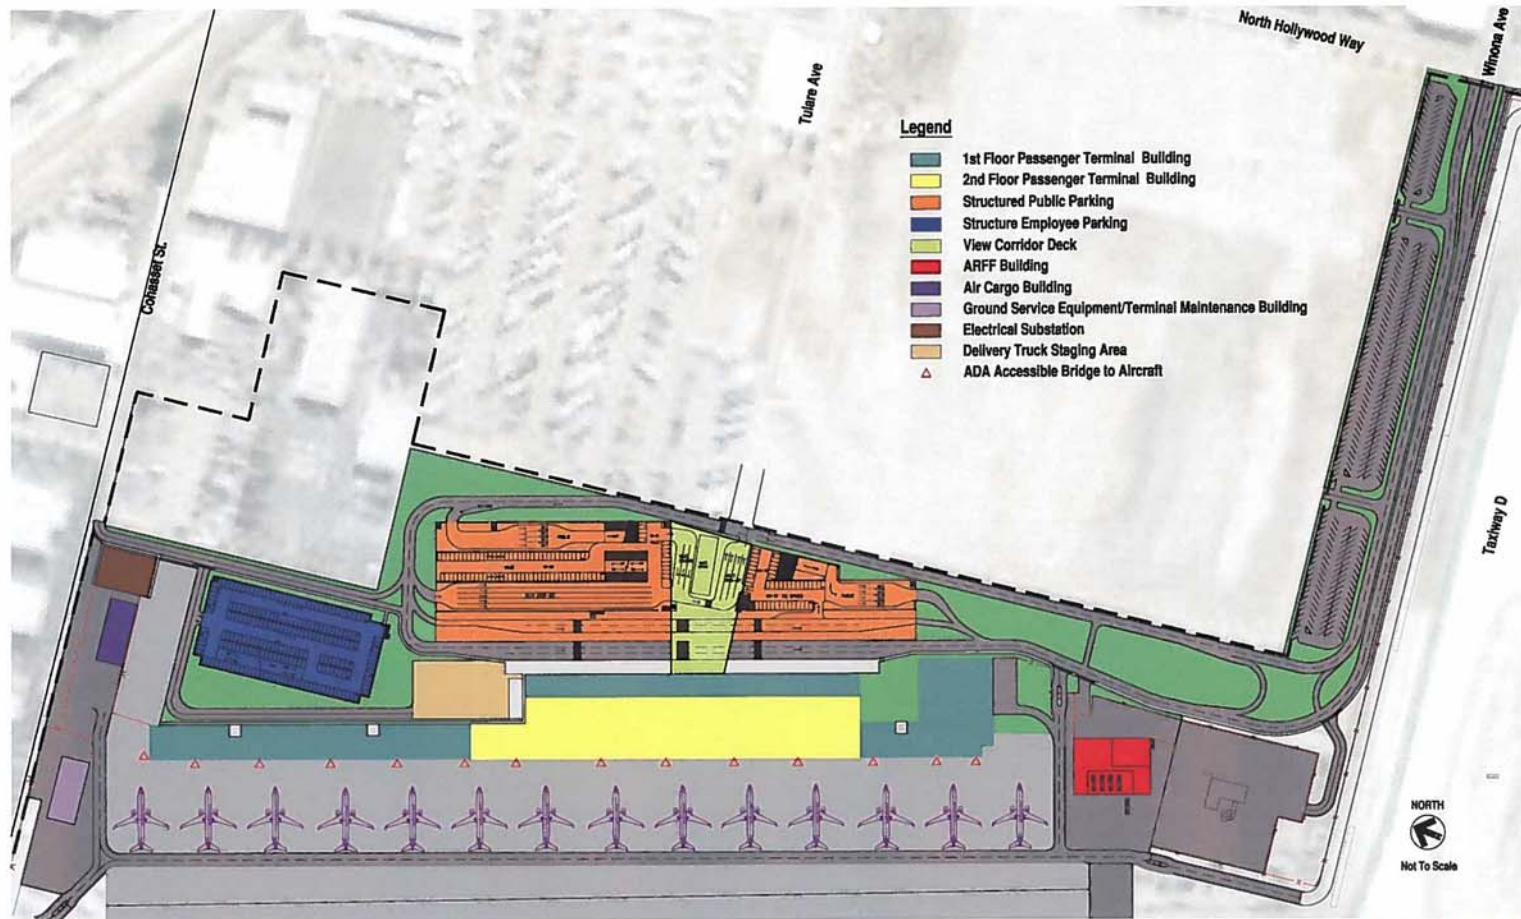 North Hollywood Way
Winona Ave
Tulare Ave
Cohasset St.
Legend
1st Floor Passenger Terminal Building
2nd Floor Passenger Terminal Building
Structured Public Parking
Structure Employee Parking
View Corridor Deck
ARFF Building
Air Cargo Building
Ground Service Equipment/Terminal Maintenance Building
Electrical Substation
Delivery Truck Staging Area
ADA Accessible Bridge to Aircraft
Taxiway D
NORTH
Not To Scale